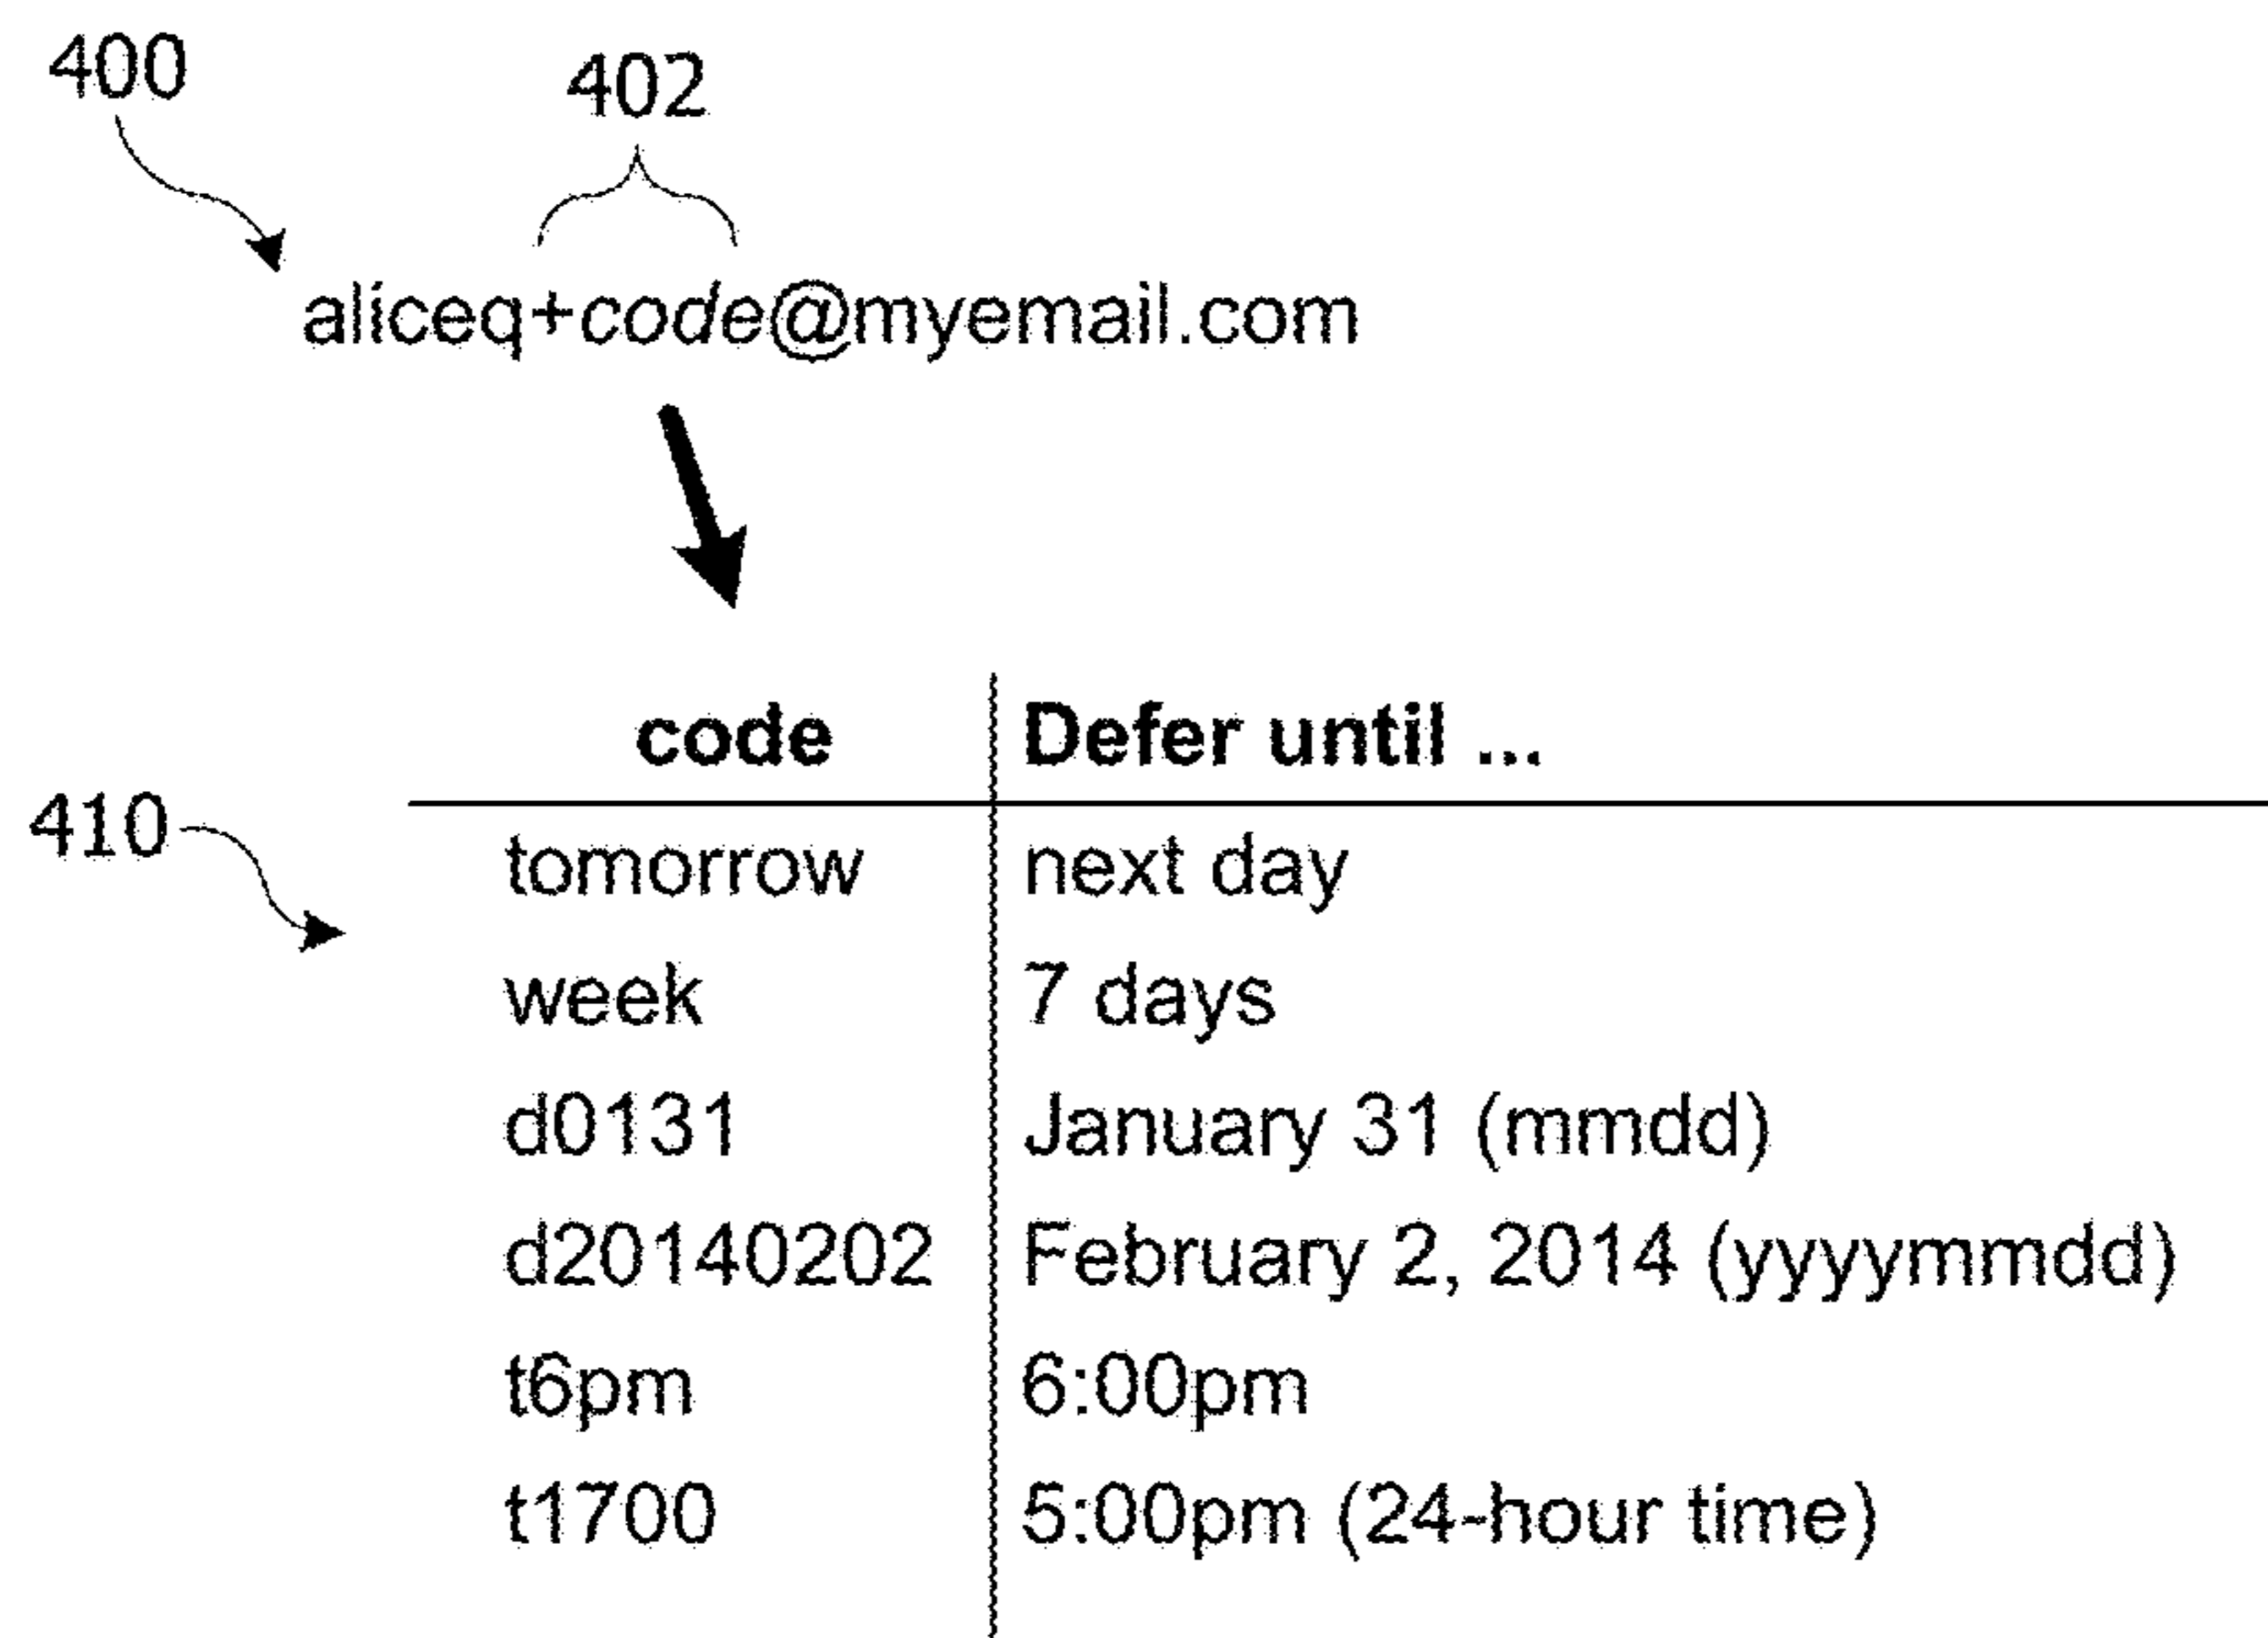 400
402
aliceq+code@myemail.com
code Defer until ...
410
tomorrow next day
week 7 days
d0131 January 31 (mmdd)
d20140202 February 2, 2014 (yyyymmdd)
t6pm 6:00pm
t1700 5:00pm (24-hour time)